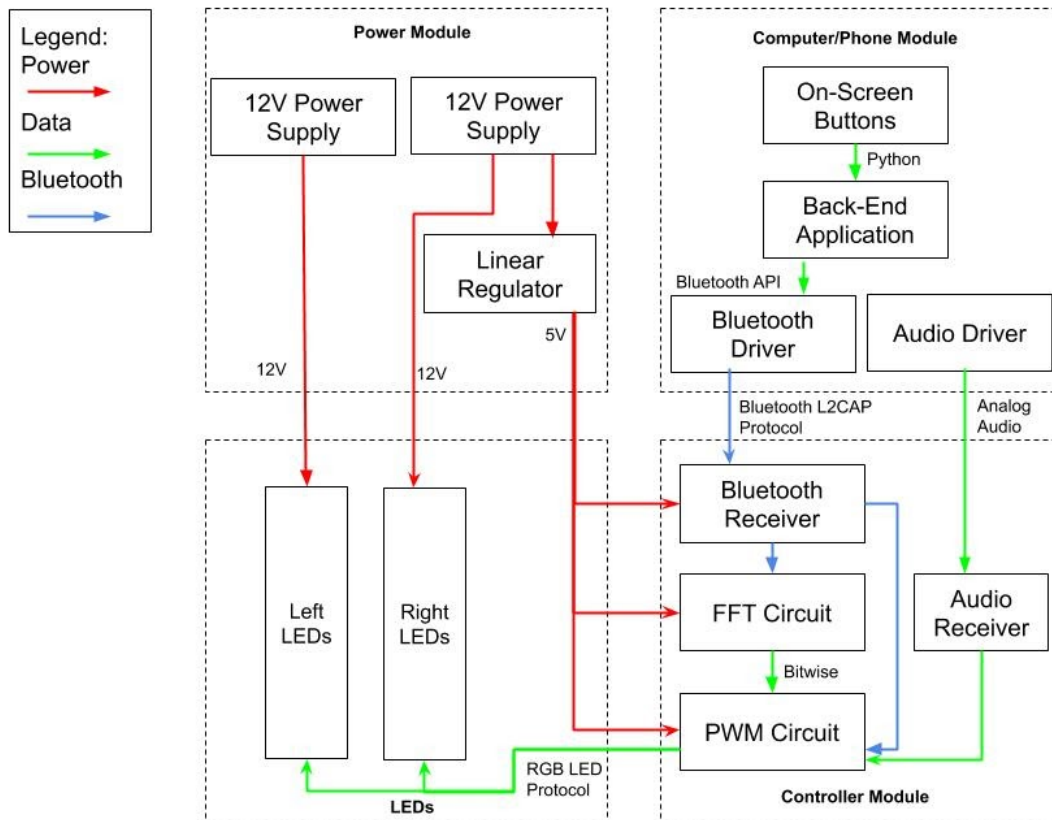 Legend:
Power
Data
Bluetooth
Power Module
12V Power
Supply
12V Power
Supply
Linear
Regulator
5V
12V
12V
Computer/Phone Module
On-Screen
Buttons
Python
Back-End
Application
Bluetooth API
Bluetooth
Driver
Audio Driver
Bluetooth L2CAP
Protocol
Analog
Audio
Left
LEDs
Right
LEDs
RGB LED
Protocol
LEDs
Bluetooth
Receiver
FFT Circuit
Audio
Receiver
Bitwise
PWM Circuit
Controller Module